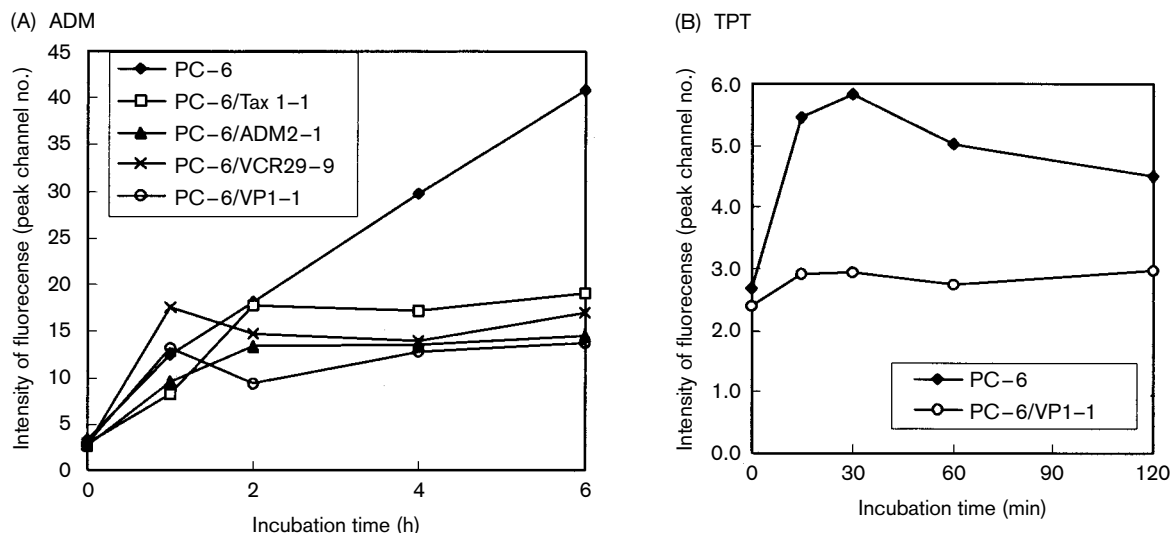 (A) ADM
45
40
35
30
25
20
15
10
5
0
Intensity of fluorecense (peak channel no.)
PC–6
PC–6/Tax 1–1
PC–6/ADM2–1
PC–6/VCR29–9
PC–6/VP1–1
0 2 4 6
Incubation time (h)
(B) TPT
6.0
5.0
4.0
3.0
2.0
1.0
0.0
Intensity of fluorecense (peak channel no.)
PC–6
PC–6/VP1–1
0 30 60 90 120
Incubation time (min)